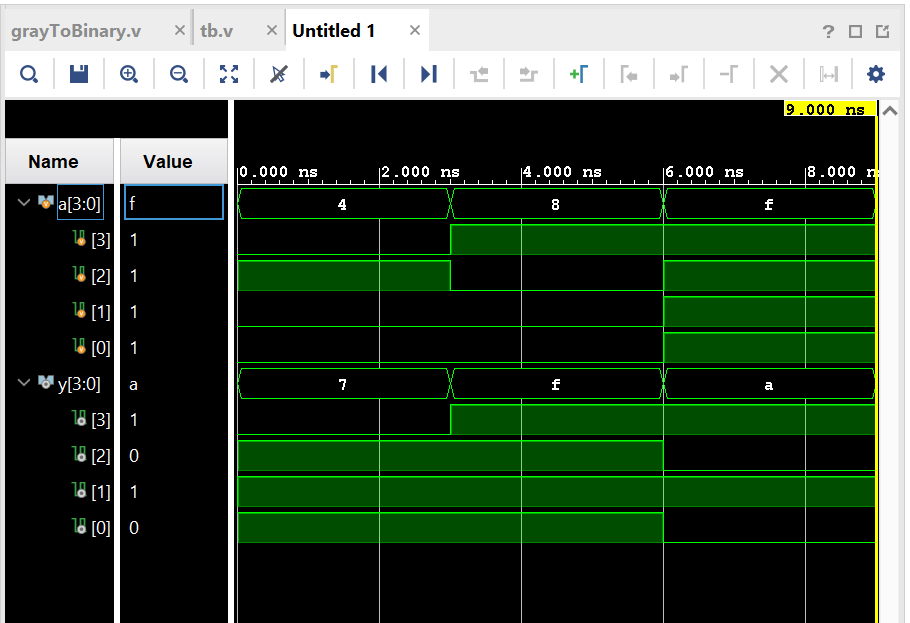 grayToBinary.v × tb.v × Untitled 1 × ?
9.000 ns
Name Value
0.000 ns 2.000 ns 4.000 ns 6.000 ns 8.000 n
a[3:0] f 4 8 f
[3] 1
[2] 1
[1] 1
[0] 1
y[3:0] a 7 f a
[3] 1
[2] 0
[1] 1
[0] 0